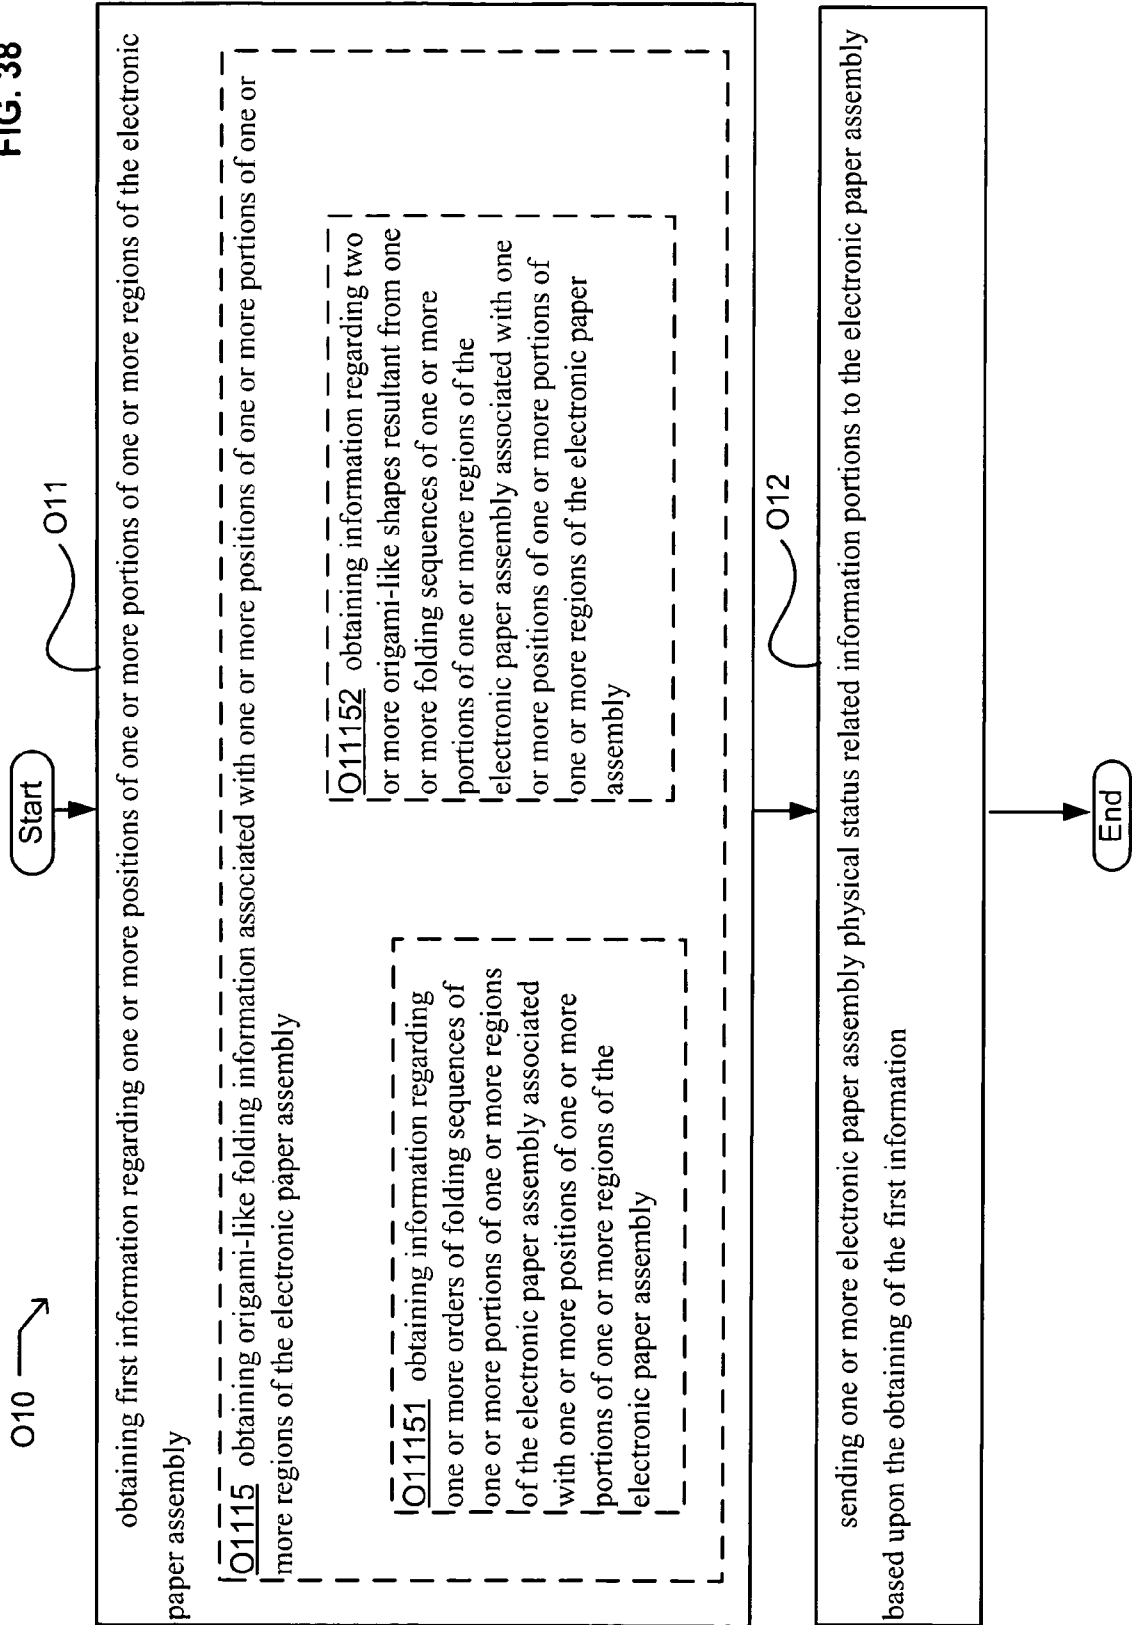 FIG. 38
O10
Start
O11
obtaining first information regarding one or more positions of one or more portions of one or more regions of the electronic
paper assembly
O1115 obtaining origami-like folding information associated with one or more positions of one or more portions of one or
more regions of the electronic paper assembly
O11151 obtaining information regarding
one or more orders of folding sequences of
one or more portions of one or more regions
of the electronic paper assembly associated
with one or more positions of one or more
portions of one or more regions of the
electronic paper assembly
O11152 obtaining information regarding two
or more origami-like shapes resultant from one
or more folding sequences of one or more
portions of one or more regions of the
electronic paper assembly associated with one
or more positions of one or more portions of
one or more regions of the electronic paper
assembly
O12
sending one or more electronic paper assembly physical status related information portions to the electronic paper assembly
based upon the obtaining of the first information
End